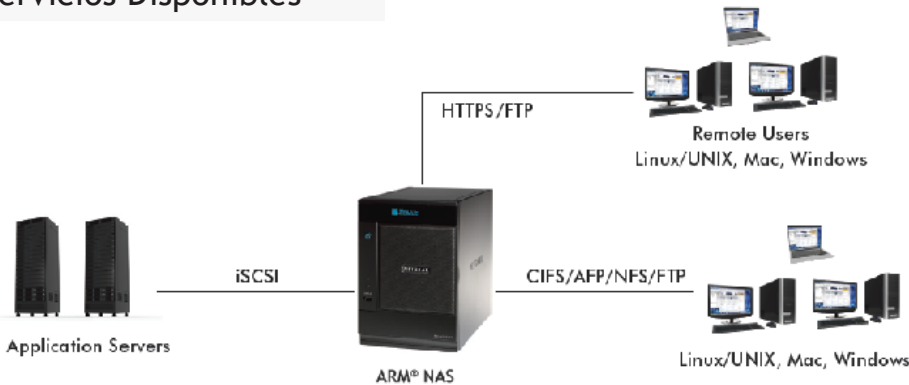 ervicios Disponibles
HTTPS/FTP
Remote Users
Linux/UNIX, Mac, Windows
iSCSI
CIFS/AFP/NFS/FTP
Application Servers
Linux/UNIX, Mac, Windows
ARM® NAS